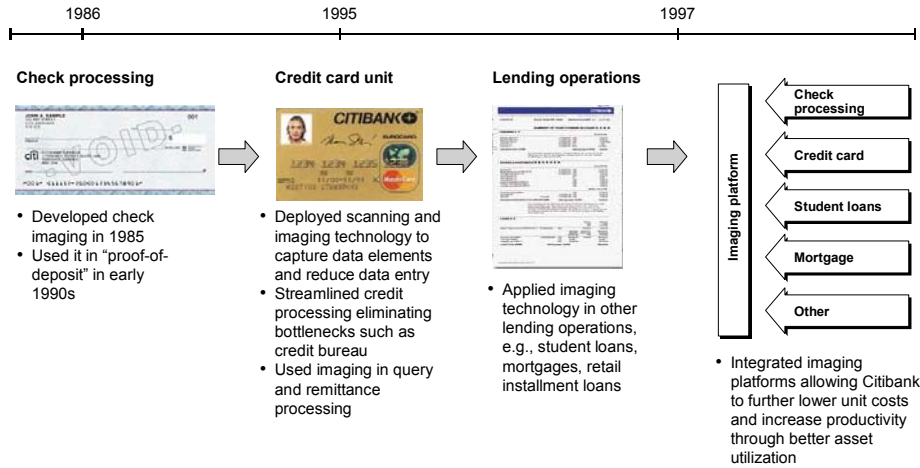 1986
1995
1997
Check processing
JOHN A. SAMPLE
001
VOID
citi
• Developed check
imaging in 1985
• Used it in “proof-of-
deposit” in early
1990s
Credit card unit
CITIBANK
EUROCARD
MasterCard
• Deployed scanning and
imaging technology to
capture data elements
and reduce data entry
• Streamlined credit
processing eliminating
bottlenecks such as
credit bureau
• Used imaging in query
and remittance
processing
Lending operations
• Applied imaging
technology in other
lending operations,
e.g., student loans,
mortgages, retail
installment loans
Imaging platform
Check
processing
Credit card
Student loans
Mortgage
Other
• Integrated imaging
platforms allowing Citibank
to further lower unit costs
and increase productivity
through better asset
utilization